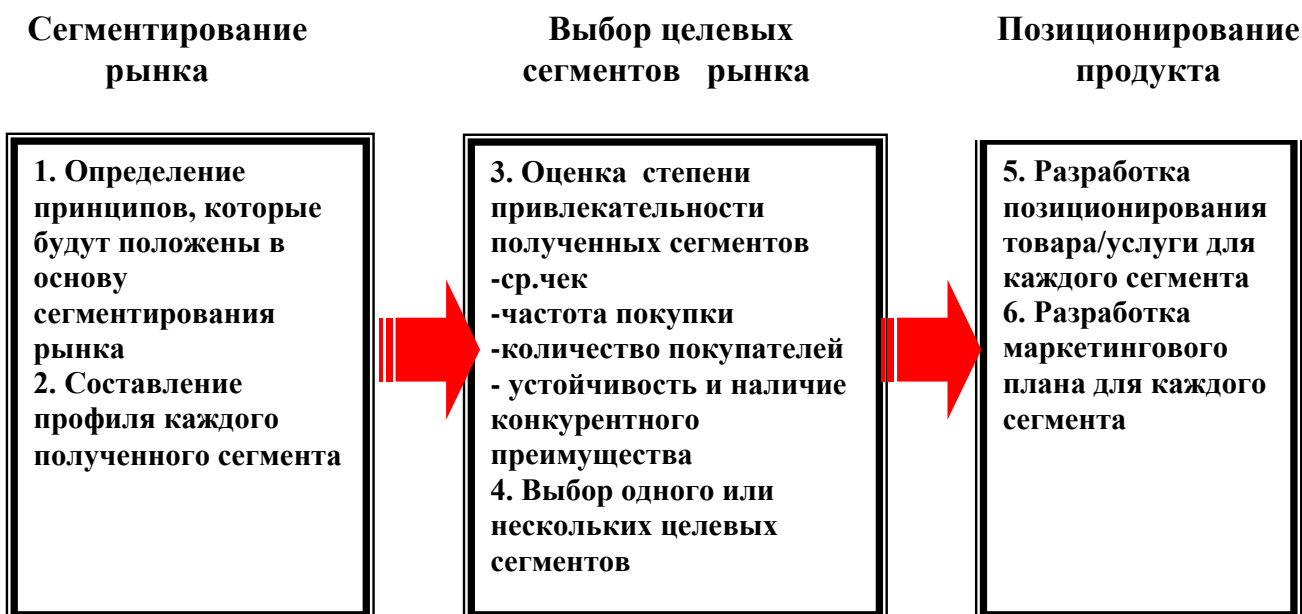 Сегментирование
рынка
Выбор целевых
сегментов рынка
Позиционирование
продукта
1. Определение
принципов, которые
будут положены в
основу
сегментирования
рынка
2. Составление
профиля каждого
полученного сегмента
3. Оценка степени
привлекательности
полученных сегментов
-ср.чек
-частота покупки
-количество покупателей
- устойчивость и наличие
конкурентного
преимущества
4. Выбор одного или
нескольких целевых
сегментов
5. Разработка
позиционирования
товара/услуги для
каждого сегмента
6. Разработка
маркетингового
плана для каждого
сегмента